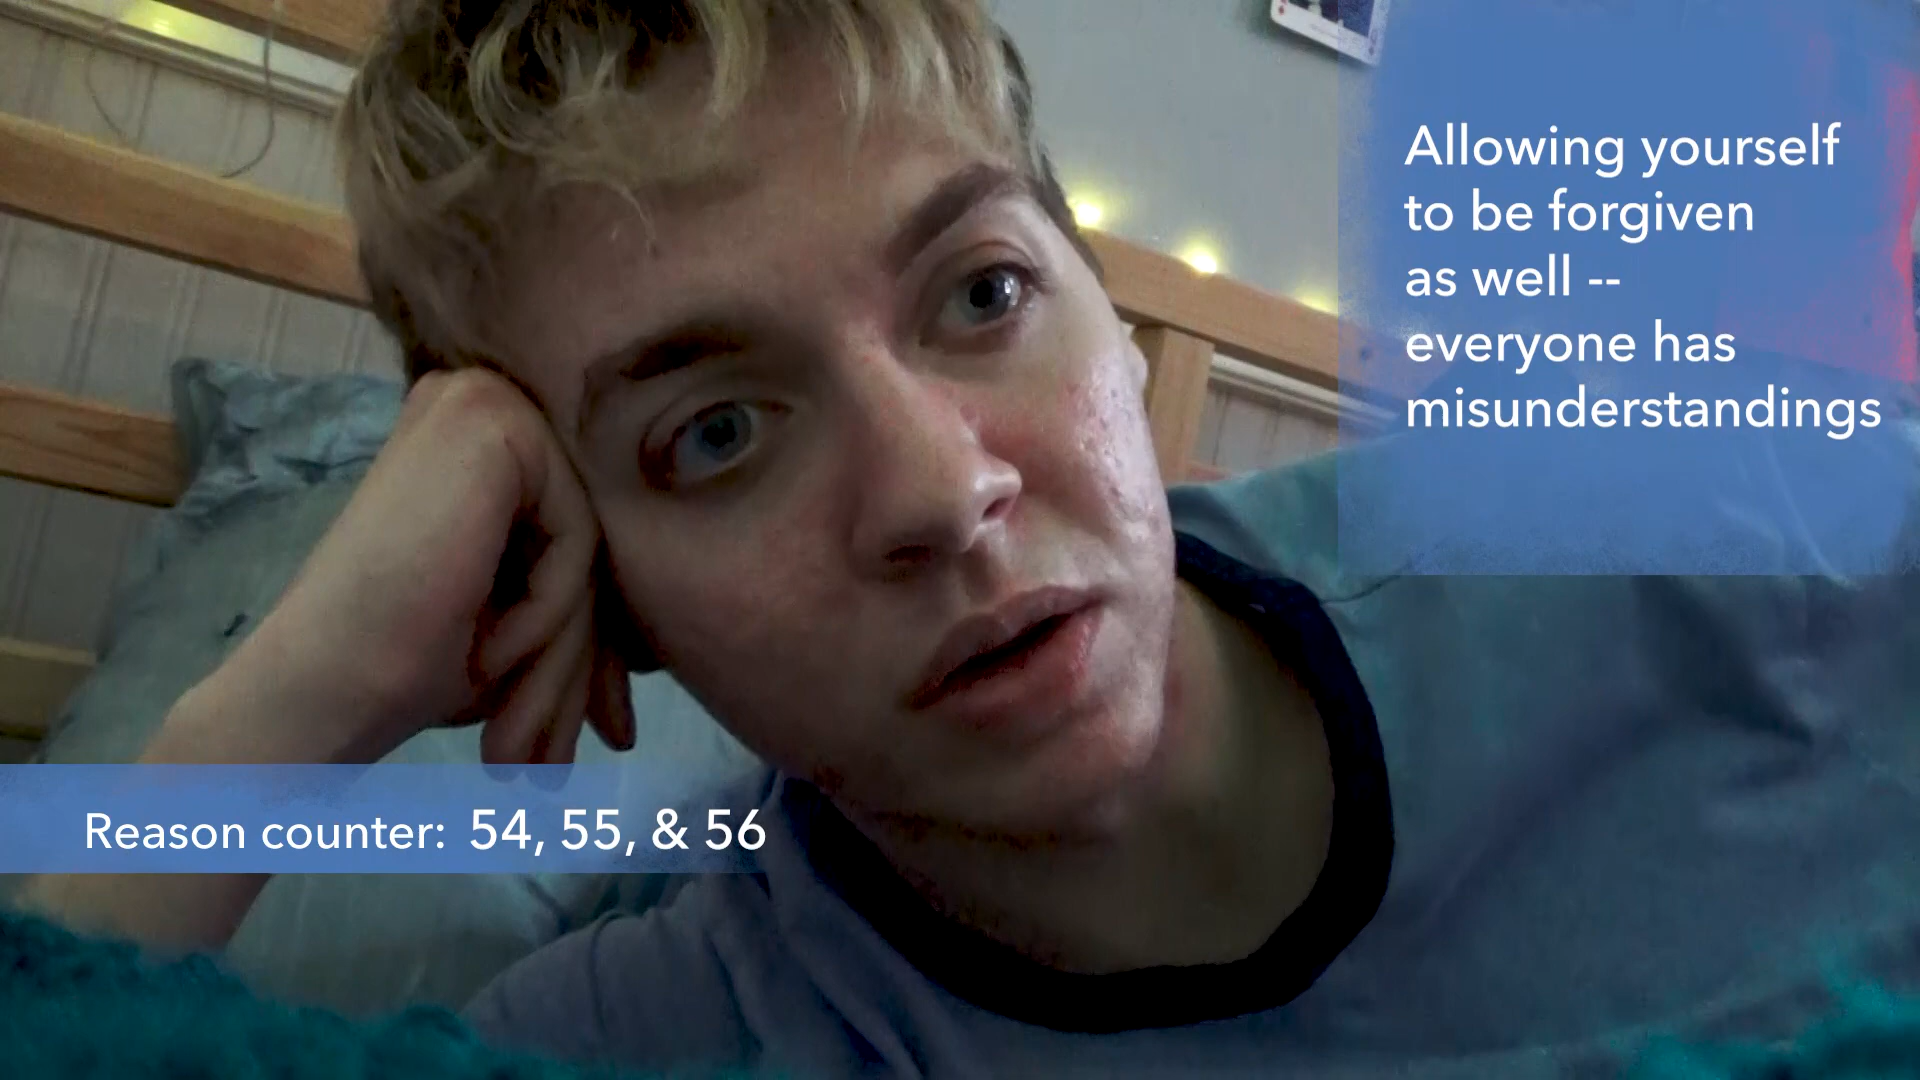 Allowing yourself
to be forgiven
as well --
everyone has
misunderstandings
Reason counter: 54, 55, & 56